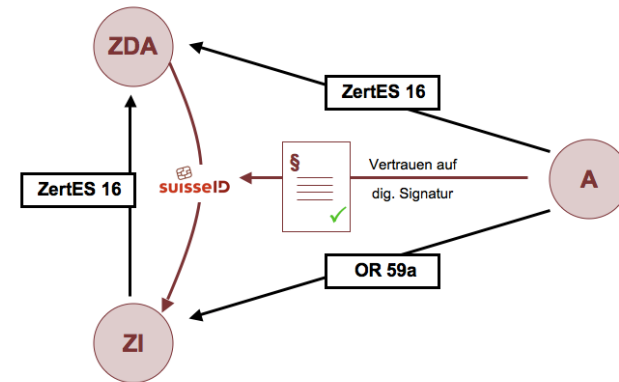 ZDA
ZertES 16
§
Vertrauen auf
dig. Signatur
A
ZertES 16
suisseID
OR 59a
ZI